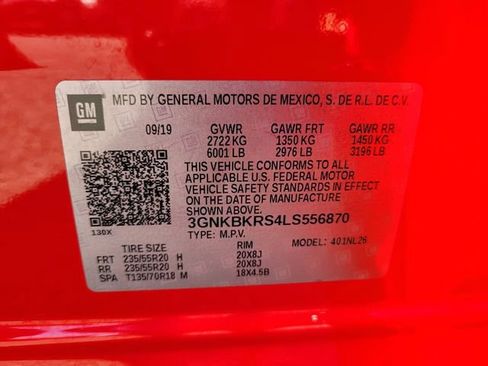 GM
MFD BY GENERAL MOTORS DE MEXICO, S. DE R.L. DE C.V.
09/19 GVWR GAWR FRT GAWR RR
2722 KG 1350 KG 1450 KG
6001 LB 2976 LB 3196 LB
THIS VEHICLE CONFORMS TO ALL
APPLICABLE U.S. FEDERAL MOTOR
VEHICLE SAFETY STANDARDS IN EFFECT
ON THE DATE OF MANUFACTURE
SHOWN ABOVE.
3GNKBKRS4LS556870
130X TYPE: M.P.V. MODEL: 401NL26
TIRE SIZE RIM
FRT 235/55R20 H 20X8J
RR 235/55R20 H 20X8J
SPA T135/70R18 M 18X4.5B